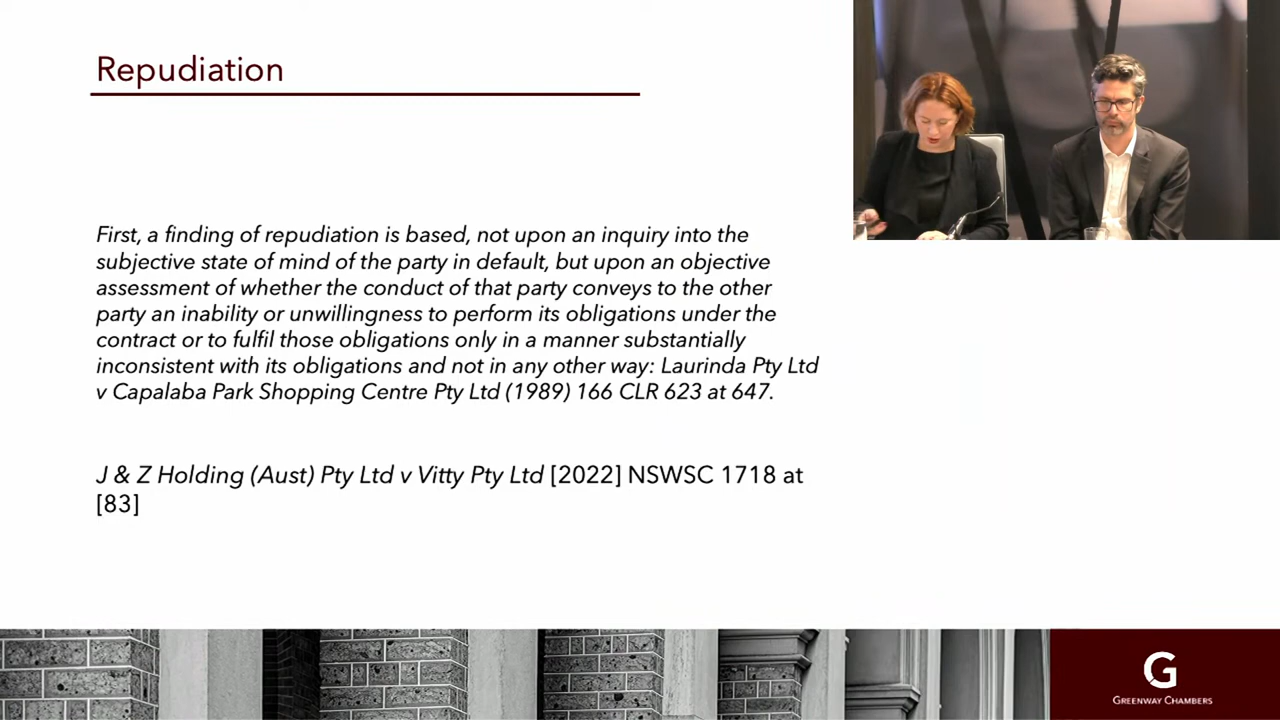 Repudiation
First, a finding of repudiation is based, not upon an inquiry into the
subjective state of mind of the party in default, but upon an objective
assessment of whether the conduct of that party conveys to the other
party an inability or unwillingness to perform its obligations under the
contract or to fulfil those obligations only in a manner substantially
inconsistent with its obligations and not in any other way: Laurinda Pty Ltd
v Capalaba Park Shopping Centre Pty Ltd (1989) 166 CLR 623 at 647.
J & Z Holding (Aust) Pty Ltd v Vitty Pty Ltd [2022] NSWSC 1718 at
[83]
G
GREENWAY CHAMBERS